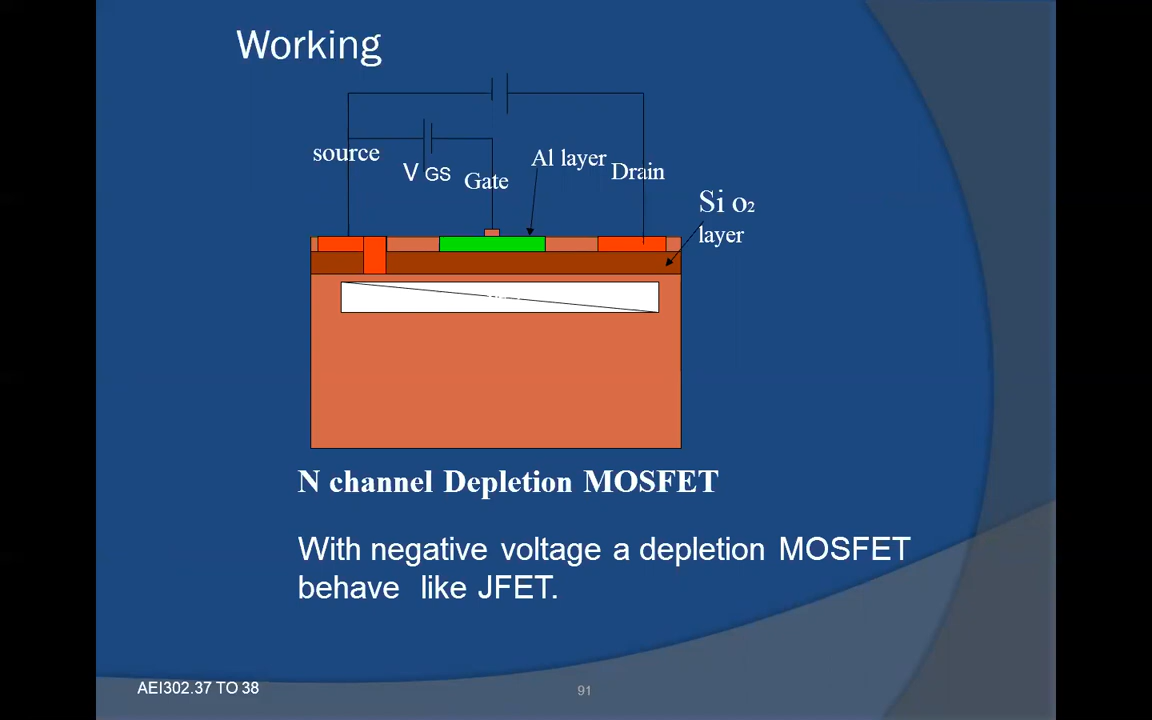 Working
source
V GS
Gate
Al layer
Drain
Si o2
layer
N channel Depletion MOSFET
With negative voltage a depletion MOSFET
behave like JFET.
AEI302.37 TO 38
91